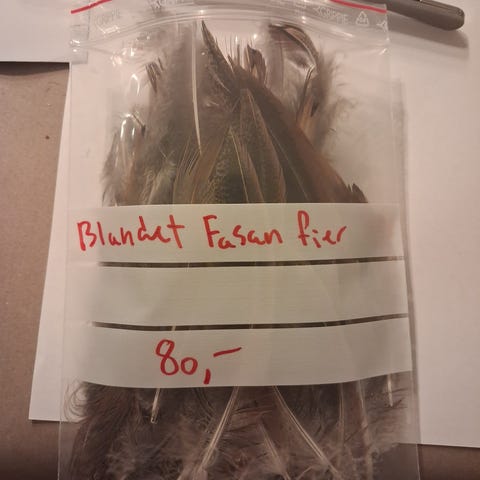 Blandet Fasan fier
80,-